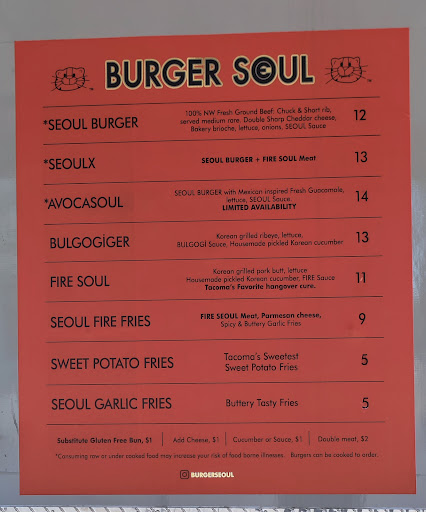 BURGER SOUL
*SEOUL BURGER
100% NW Fresh Ground Beef: Chuck & Short rib,
served medium rare. Double Sharp Cheddar cheese,
Bakery brioche, lettuce, onions, SEOUL Sauce
12
*SEOULX
SEOUL BURGER + FIRE SOUL Meat
13
*AVOCASOUL
SEOUL BURGER with Mexican inspired Fresh Guacamole,
lettuce, SEOUL Sauce.
LIMITED AVAILABILITY
14
BULGOGiGER
Korean grilled ribeye, lettuce,
BULGOGi Sauce, Housemade pickled Korean cucumber
13
FIRE SOUL
Korean grilled pork butt, lettuce
Housemade pickled Korean cucumber, FIRE Sauce
Tacoma's Favorite hangover cure.
11
SEOUL FIRE FRIES
FIRE SEOUL Meat, Parmesan cheese,
Spicy & Buttery Garlic Fries
9
SWEET POTATO FRIES
Tacoma's Sweetest
Sweet Potato Fries
5
SEOUL GARLIC FRIES
Buttery Tasty Fries
5
Substitute Gluten Free Bun, $1 | Add Cheese, $1 | Cucumber or Sauce, $1 | Double meat, $2
*Consuming raw or under cooked food may increase your risk of food borne illnesses. Burgers can be cooked to order.
BURGERSEOUL